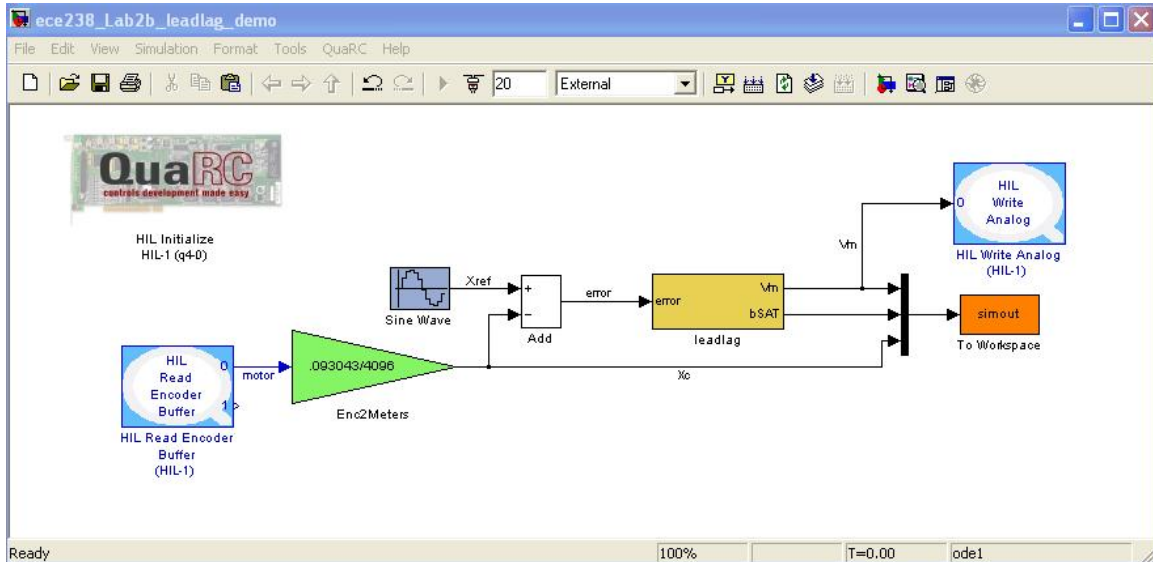 ece238_Lab2b_leadlag_demo
File Edit View Simulation Format Tools QuaRC Help
20 External
QuaRC
controls development made easy
HIL Initialize
HIL-1 (q4-0)
HIL
Write
Analog
0
HIL Write Analog
(HIL-1)
Vm
Sine Wave
Xref
+
−
Add
error
error
Vm
bSAT
leadlag
simout
To Workspace
HIL
Read
Encoder
Buffer
0
1
motor
HIL Read Encoder
Buffer
(HIL-1)
.093043/4096
Enc2Meters
Xc
Ready 100% T=0.00 ode1